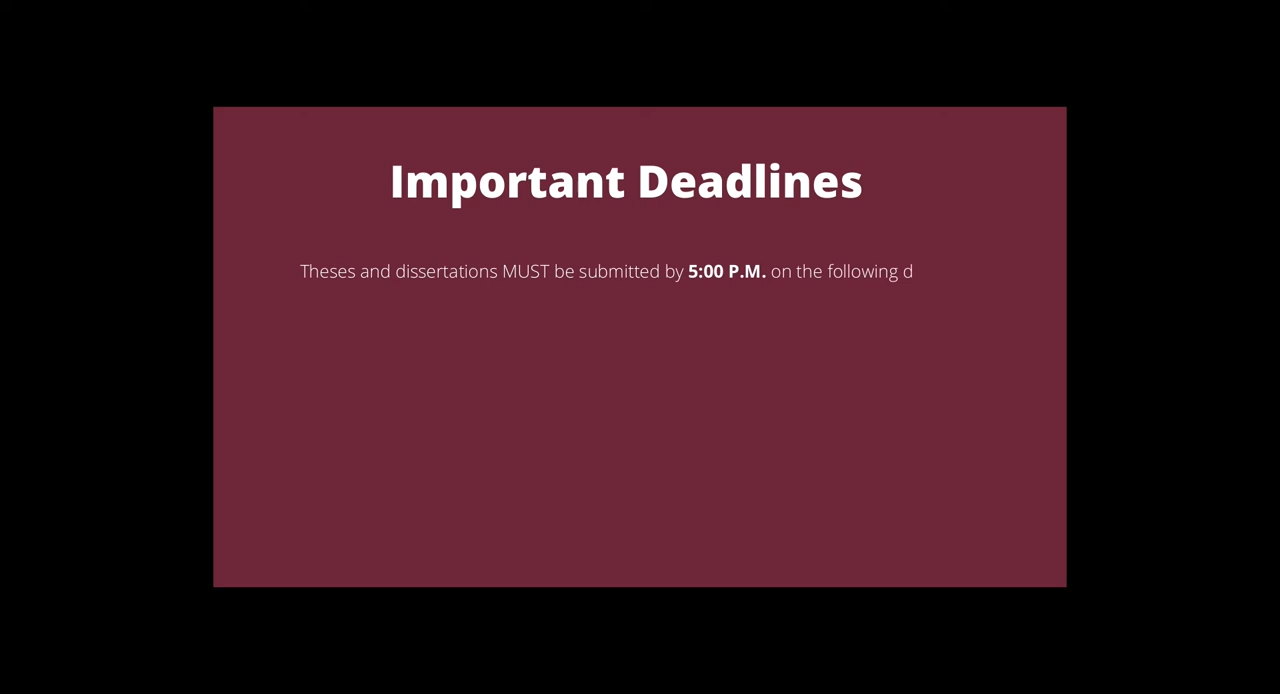 Important Deadlines
Theses and dissertations MUST be submitted by 5:00 P.M. on the following d